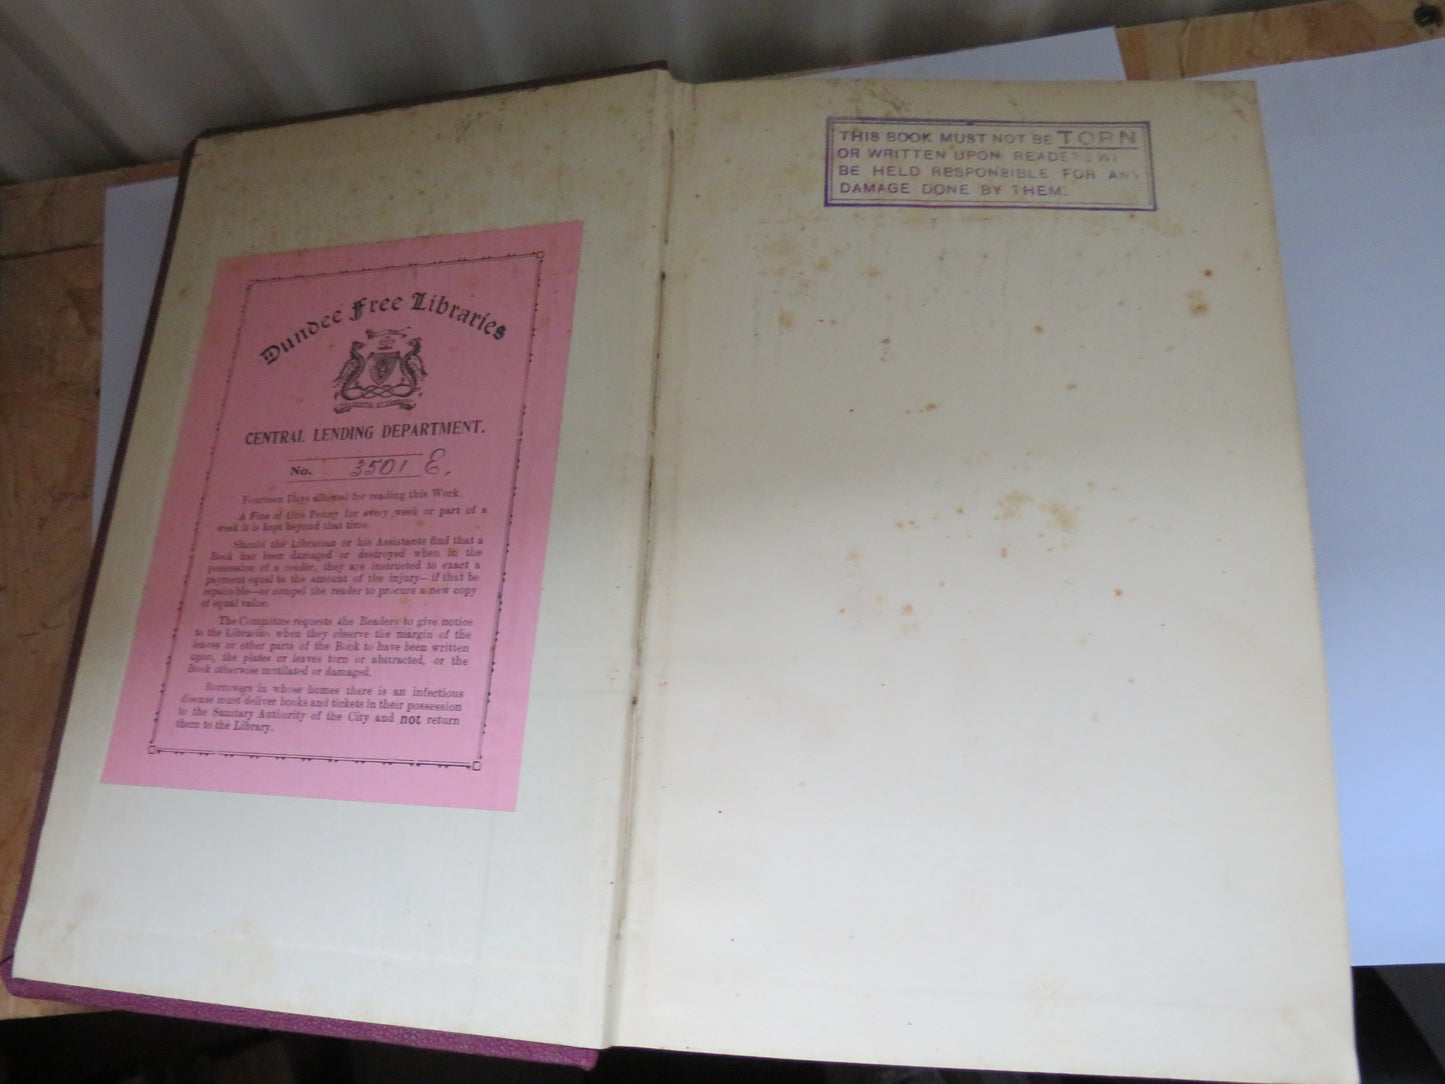 Dundee Free Libraries
CENTRAL LENDING DEPARTMENT.
No. 3501 E.
Fourteen Days allowed for reading this Work.
A Fine of One Penny for every week or part of a
week it is kept beyond that time.
Should the Librarian or his Assistants find that a
Book has been damaged or destroyed when in the
possession of a reader, they are instructed to exact a
payment equal to the amount of the injury—if that be
repairable—or compel the reader to procure a new copy
of equal value.
The Committee requests the Readers to give notice
to the Librarian when they observe the margin of the
leaves or other parts of the Book to have been written
upon, the plates or leaves torn or abstracted, or the
Book otherwise mutilated or damaged.
Borrowers in whose homes there is an infectious
disease must deliver books and tickets in their possession
to the Sanitary Authority of the City and not return
them to the Library.
THIS BOOK MUST NOT BE TORN
OR WRITTEN UPON. READERS
BE HELD RESPONSIBLE FOR
DAMAGE DONE BY THEM.